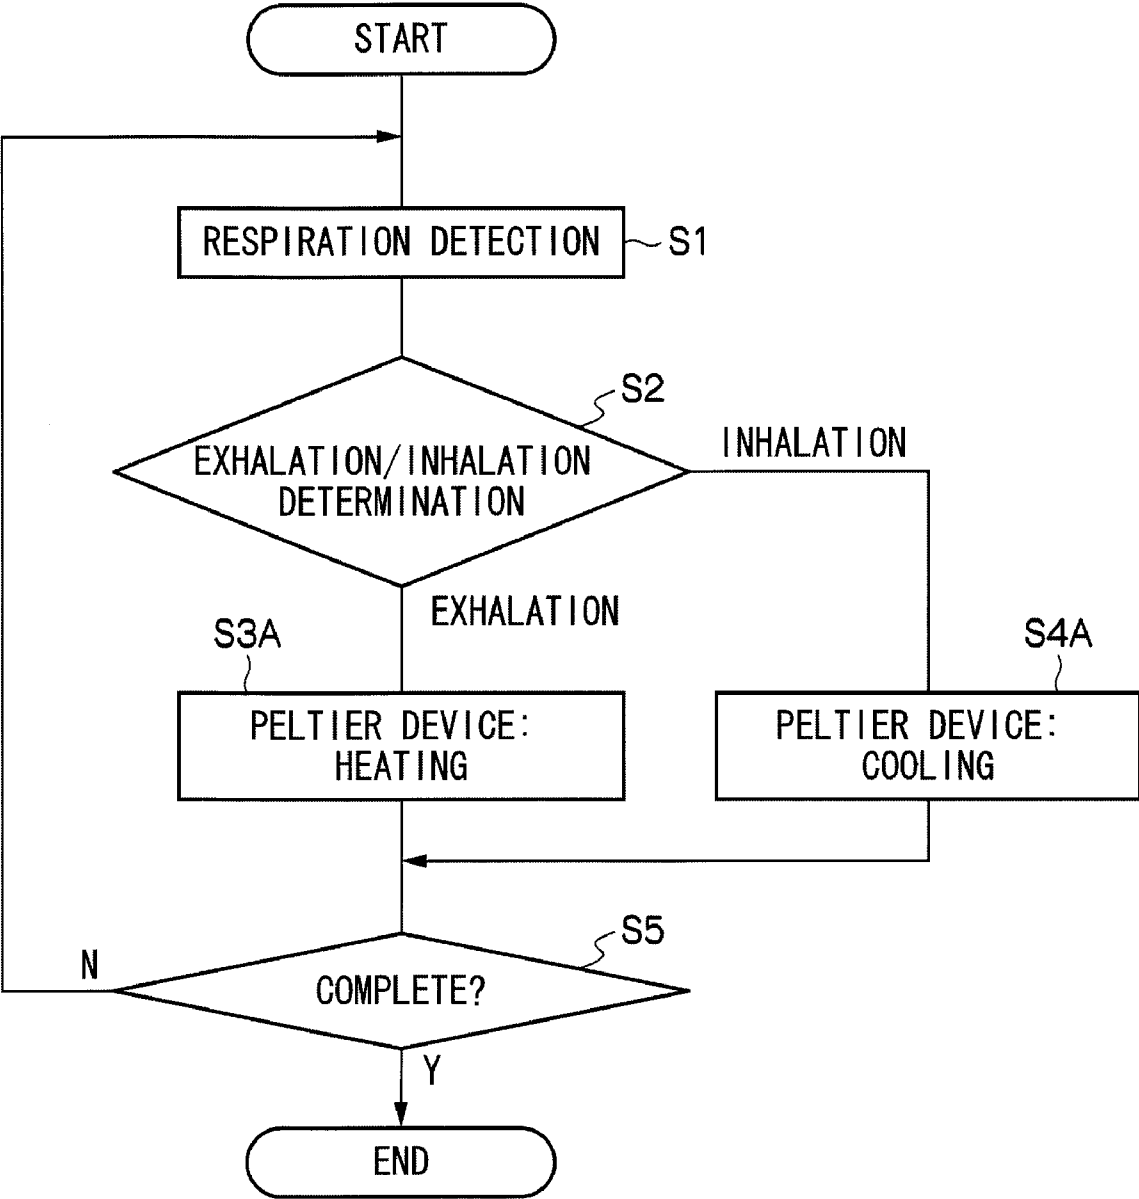 START
RESPIRATION DETECTION
S1
S2
EXHALATION/INHALATION
DETERMINATION
INHALATION
EXHALATION
S3A
S4A
PELTIER DEVICE:
HEATING
PELTIER DEVICE:
COOLING
S5
N
COMPLETE?
Y
END